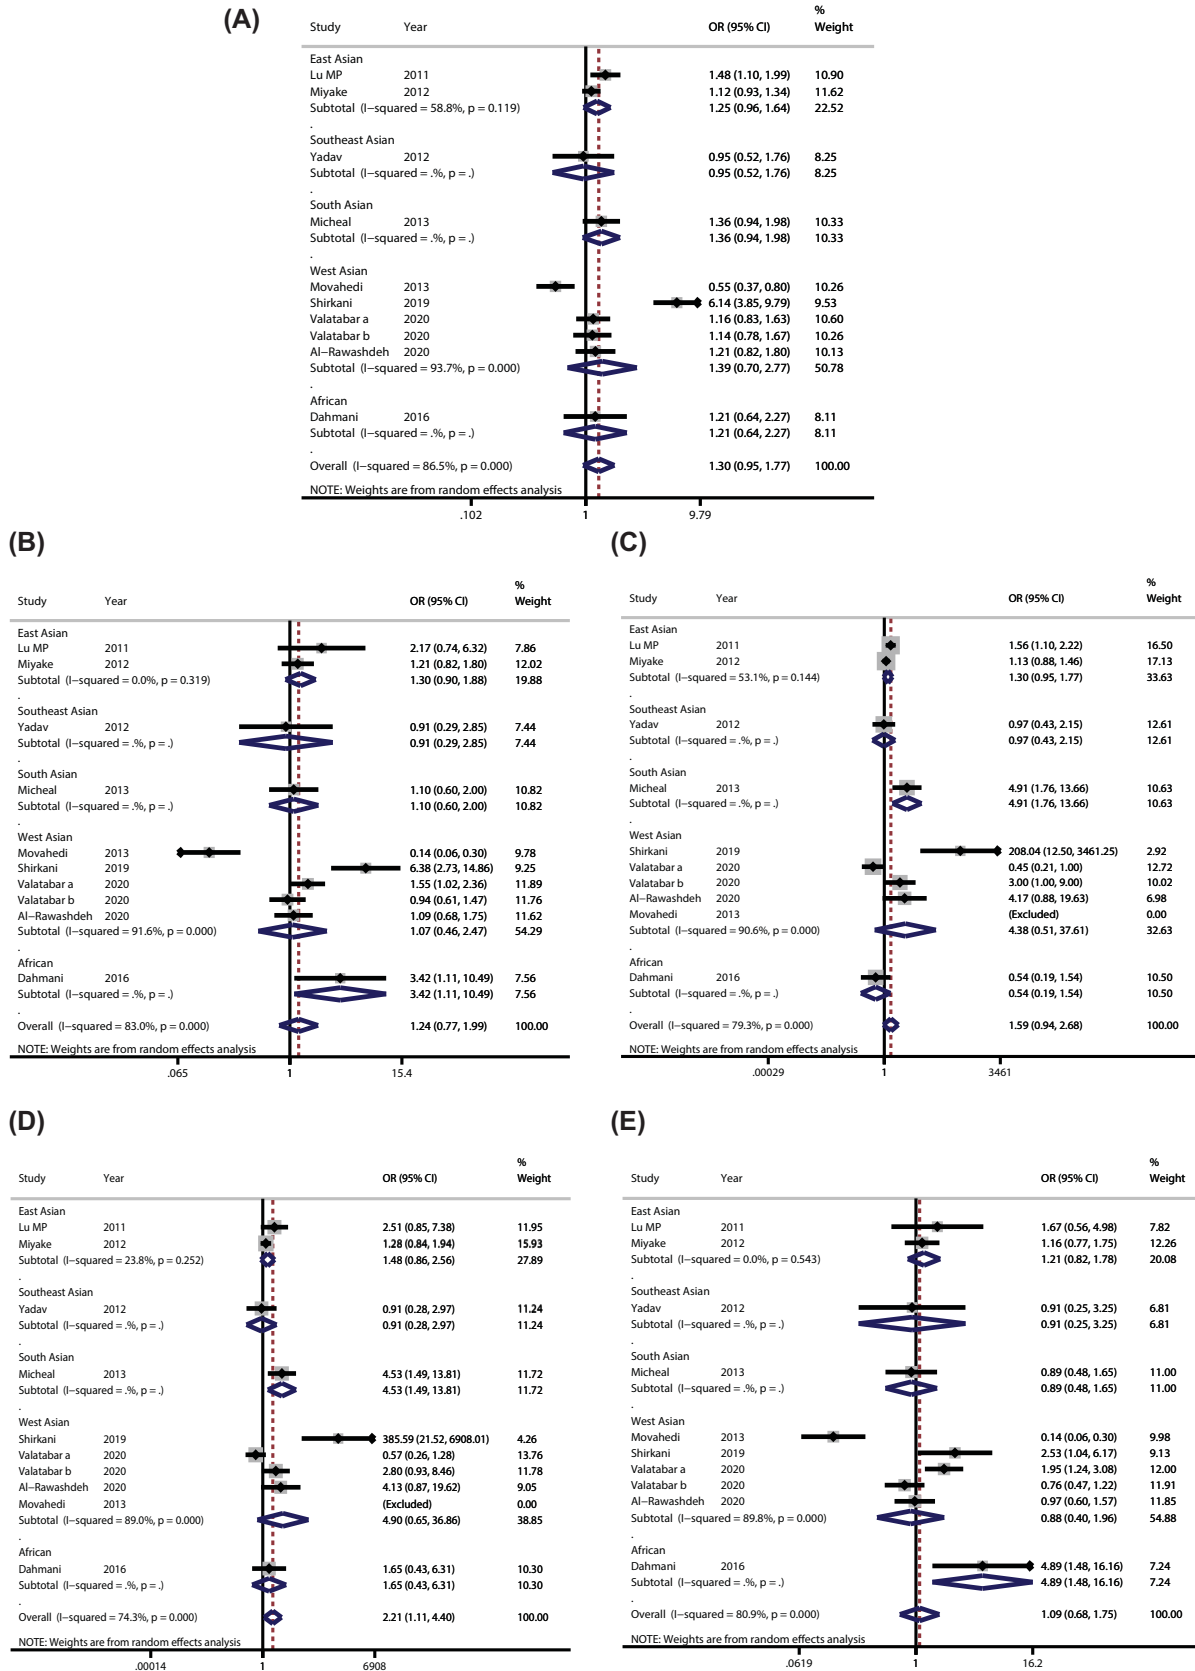 (A)
%
Study Year OR (95% CI) Weight
East Asian
Lu MP 2011 1.48 (1.10, 1.99) 10.90
Miyake 2012 1.12 (0.93, 1.34) 11.62
Subtotal (I−squared = 58.8%, p = 0.119) 1.25 (0.96, 1.64) 22.52
.
Southeast Asian
Yadav 2012 0.95 (0.52, 1.76) 8.25
Subtotal (I−squared = .%, p = .) 0.95 (0.52, 1.76) 8.25
.
South Asian
Micheal 2013 1.36 (0.94, 1.98) 10.33
Subtotal (I−squared = .%, p = .) 1.36 (0.94, 1.98) 10.33
.
West Asian
Movahedi 2013 0.55 (0.37, 0.80) 10.26
Shirkani 2019 6.14 (3.85, 9.79) 9.53
Valatabar a 2020 1.16 (0.83, 1.63) 10.60
Valatabar b 2020 1.14 (0.78, 1.67) 10.26
Al−Rawashdeh 2020 1.21 (0.82, 1.80) 10.13
Subtotal (I−squared = 93.7%, p = 0.000) 1.39 (0.70, 2.77) 50.78
.
African
Dahmani 2016 1.21 (0.64, 2.27) 8.11
Subtotal (I−squared = .%, p = .) 1.21 (0.64, 2.27) 8.11
.
Overall (I−squared = 86.5%, p = 0.000) 1.30 (0.95, 1.77) 100.00
NOTE: Weights are from random effects analysis
.102 1 9.79
(B)
%
Study Year OR (95% CI) Weight
East Asian
Lu MP 2011 2.17 (0.74, 6.32) 7.86
Miyake 2012 1.21 (0.82, 1.80) 12.02
Subtotal (I−squared = 0.0%, p = 0.319) 1.30 (0.90, 1.88) 19.88
.
Southeast Asian
Yadav 2012 0.91 (0.29, 2.85) 7.44
Subtotal (I−squared = .%, p = .) 0.91 (0.29, 2.85) 7.44
.
South Asian
Micheal 2013 1.10 (0.60, 2.00) 10.82
Subtotal (I−squared = .%, p = .) 1.10 (0.60, 2.00) 10.82
.
West Asian
Movahedi 2013 0.14 (0.06, 0.30) 9.78
Shirkani 2019 6.38 (2.73, 14.86) 9.25
Valatabar a 2020 1.55 (1.02, 2.36) 11.89
Valatabar b 2020 0.94 (0.61, 1.47) 11.76
Al−Rawashdeh 2020 1.09 (0.68, 1.75) 11.62
Subtotal (I−squared = 91.6%, p = 0.000) 1.07 (0.46, 2.47) 54.29
.
African
Dahmani 2016 3.42 (1.11, 10.49) 7.56
Subtotal (I−squared = .%, p = .) 3.42 (1.11, 10.49) 7.56
.
Overall (I−squared = 83.0%, p = 0.000) 1.24 (0.77, 1.99) 100.00
NOTE: Weights are from random effects analysis
.065 1 15.4
(C)
%
Study Year OR (95% CI) Weight
East Asian
Lu MP 2011 1.56 (1.10, 2.22) 16.50
Miyake 2012 1.13 (0.88, 1.46) 17.13
Subtotal (I−squared = 53.1%, p = 0.144) 1.30 (0.95, 1.77) 33.63
.
Southeast Asian
Yadav 2012 0.97 (0.43, 2.15) 12.61
Subtotal (I−squared = .%, p = .) 0.97 (0.43, 2.15) 12.61
.
South Asian
Micheal 2013 4.91 (1.76, 13.66) 10.63
Subtotal (I−squared = .%, p = .) 4.91 (1.76, 13.66) 10.63
.
West Asian
Shirkani 2019 208.04 (12.50, 3461.25) 2.92
Valatabar a 2020 0.45 (0.21, 1.00) 12.72
Valatabar b 2020 3.00 (1.00, 9.00) 10.02
Al−Rawashdeh 2020 4.17 (0.88, 19.63) 6.98
Movahedi 2013 (Excluded) 0.00
Subtotal (I−squared = 90.6%, p = 0.000) 4.38 (0.51, 37.61) 32.63
.
African
Dahmani 2016 0.54 (0.19, 1.54) 10.50
Subtotal (I−squared = .%, p = .) 0.54 (0.19, 1.54) 10.50
.
Overall (I−squared = 79.3%, p = 0.000) 1.59 (0.94, 2.68) 100.00
NOTE: Weights are from random effects analysis
.00029 1 3461
(D)
%
Study Year OR (95% CI) Weight
East Asian
Lu MP 2011 2.51 (0.85, 7.38) 11.95
Miyake 2012 1.28 (0.84, 1.94) 15.93
Subtotal (I−squared = 23.8%, p = 0.252) 1.48 (0.86, 2.56) 27.89
.
Southeast Asian
Yadav 2012 0.91 (0.28, 2.97) 11.24
Subtotal (I−squared = .%, p = .) 0.91 (0.28, 2.97) 11.24
.
South Asian
Micheal 2013 4.53 (1.49, 13.81) 11.72
Subtotal (I−squared = .%, p = .) 4.53 (1.49, 13.81) 11.72
.
West Asian
Shirkani 2019 385.59 (21.52, 6908.01) 4.26
Valatabar a 2020 0.57 (0.26, 1.28) 13.76
Valatabar b 2020 2.80 (0.93, 8.46) 11.78
Al−Rawashdeh 2020 4.13 (0.87, 19.62) 9.05
Movahedi 2013 (Excluded) 0.00
Subtotal (I−squared = 89.0%, p = 0.000) 4.90 (0.65, 36.86) 38.85
.
African
Dahmani 2016 1.65 (0.43, 6.31) 10.30
Subtotal (I−squared = .%, p = .) 1.65 (0.43, 6.31) 10.30
.
Overall (I−squared = 74.3%, p = 0.000) 2.21 (1.11, 4.40) 100.00
NOTE: Weights are from random effects analysis
.00014 1 6908
(E)
%
Study Year OR (95% CI) Weight
East Asian
Lu MP 2011 1.67 (0.56, 4.98) 7.82
Miyake 2012 1.16 (0.77, 1.75) 12.26
Subtotal (I−squared = 0.0%, p = 0.543) 1.21 (0.82, 1.78) 20.08
.
Southeast Asian
Yadav 2012 0.91 (0.25, 3.25) 6.81
Subtotal (I−squared = .%, p = .) 0.91 (0.25, 3.25) 6.81
.
South Asian
Micheal 2013 0.89 (0.48, 1.65) 11.00
Subtotal (I−squared = .%, p = .) 0.89 (0.48, 1.65) 11.00
.
West Asian
Movahedi 2013 0.14 (0.06, 0.30) 9.98
Shirkani 2019 2.53 (1.04, 6.17) 9.13
Valatabar a 2020 1.95 (1.24, 3.08) 12.00
Valatabar b 2020 0.76 (0.47, 1.22) 11.91
Al−Rawashdeh 2020 0.97 (0.60, 1.57) 11.85
Subtotal (I−squared = 89.8%, p = 0.000) 0.88 (0.40, 1.96) 54.88
.
African
Dahmani 2016 4.89 (1.48, 16.16) 7.24
Subtotal (I−squared = .%, p = .) 4.89 (1.48, 16.16) 7.24
.
Overall (I−squared = 80.9%, p = 0.000) 1.09 (0.68, 1.75) 100.00
NOTE: Weights are from random effects analysis
.0619 1 16.2